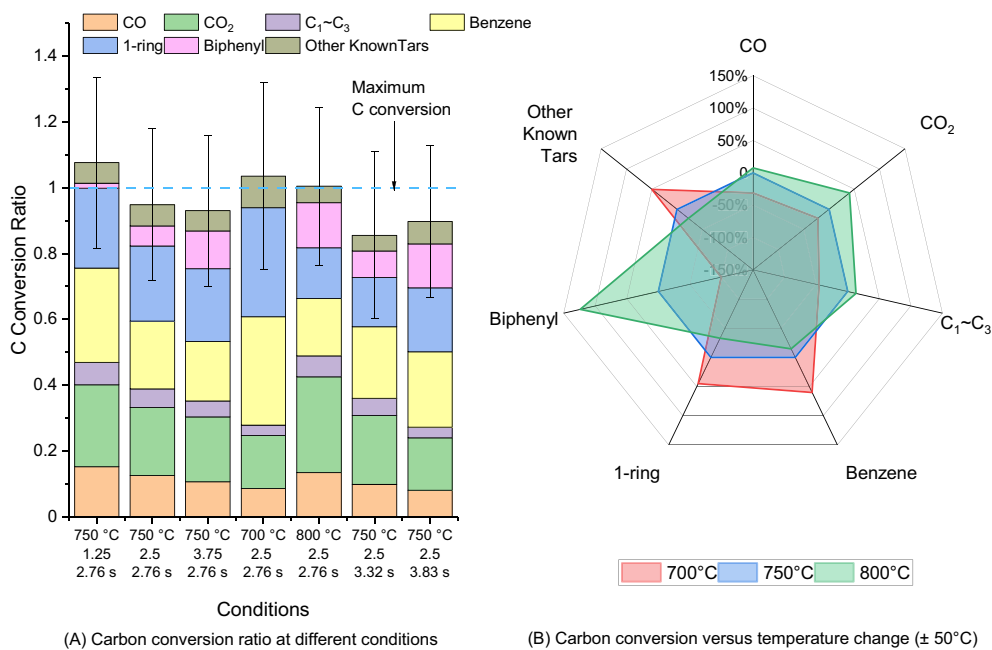 CO CO₂ C₁~C₃ Benzene
1-ring Biphenyl Other KnownTars
Maximum
C conversion
C Conversion Ratio
1.4
1.2
1
0.8
0.6
0.4
0.2
0
750 °C 750 °C 750 °C 700 °C 800 °C 750 °C 750 °C
1.25 2.5 3.75 2.5 2.5 2.5 2.5
2.76 s 2.76 s 2.76 s 2.76 s 2.76 s 3.32 s 3.83 s
Conditions
(A) Carbon conversion ratio at different conditions
B
CO
150%
100%
50%
0
-50%
-100%
-150%
CO₂
C₁~C₃
Benzene
1-ring
Biphenyl
Other
Known
Tars
700°C 750°C 800°C
(B) Carbon conversion versus temperature change (± 50°C)